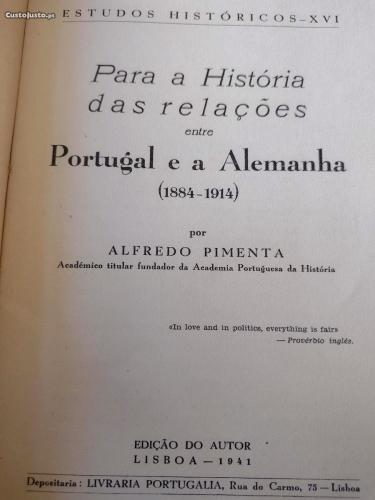 CustoJusto.pt
ESTUDOS HISTÓRICOS-XVI
Para a História
das relações
entre
Portugal e a Alemanha
(1884-1914)
por
ALFREDO PIMENTA
Académico titular fundador da Academia Portuguesa da História
«In love and in politics, everything is fair»
— Provérbio inglês.
EDIÇÃO DO AUTOR
LISBOA — 1941
Depositaria: LIVRARIA PORTUGALIA, Rua do Carmo, 75 — Lisboa